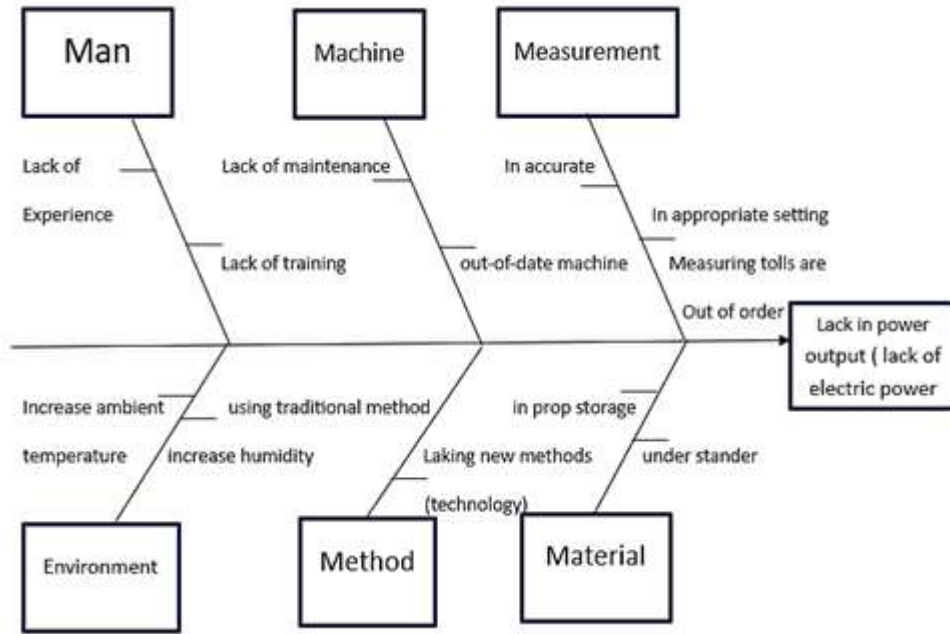 Man
Machine
Measurement
Lack of
Experience
Lack of training
Lack of maintenance
out-of-date machine
In accurate
In appropriate setting
Measuring tolls are
Out of order
Lack in power
output ( lack of
electric power
Increase ambient
temperature
increase humidity
using traditional method
Laking new methods
(technology)
in prop storage
under stander
Environment
Method
Material